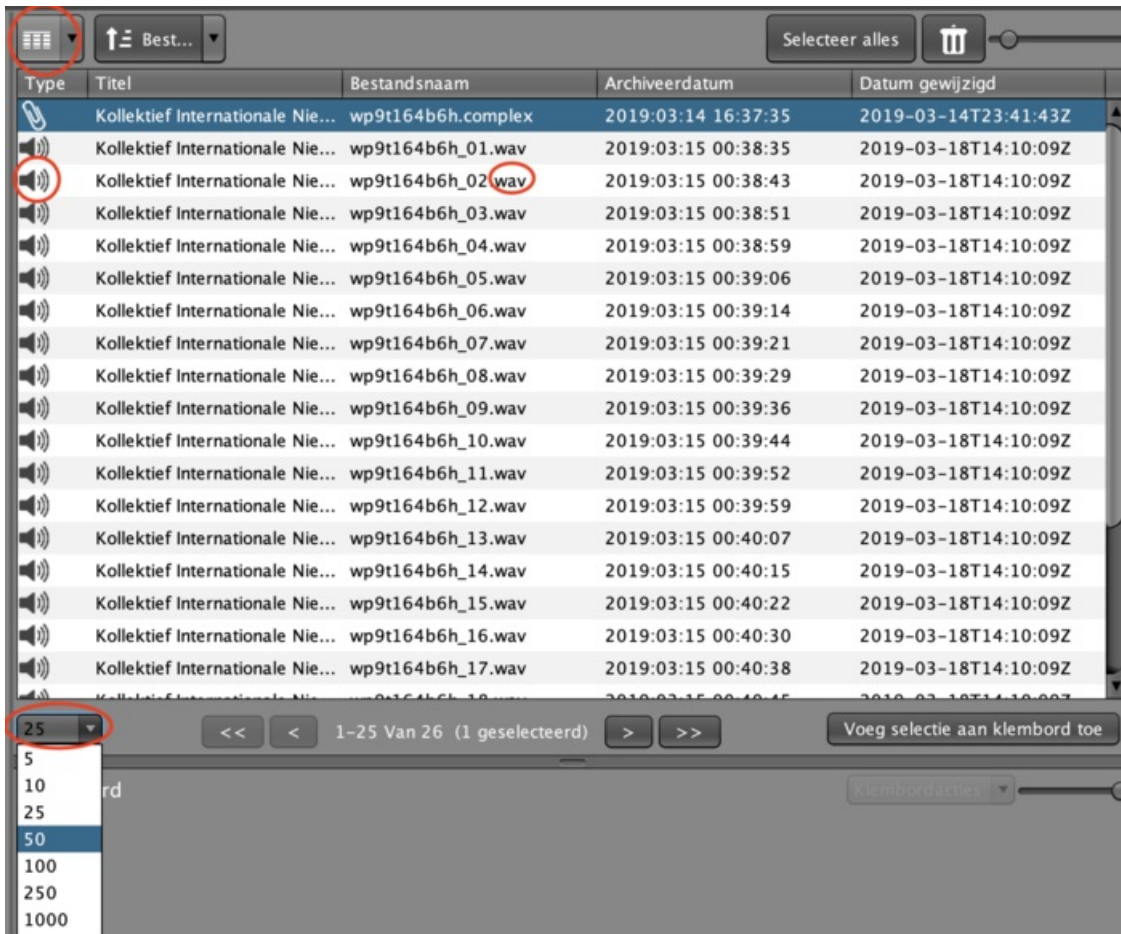 Best... Selecteer alles
Type Titel Bestandsnaam Archiveerdatum Datum gewijzigd
Kollektief Internationale Nie... wp9t164b6h.complex 2019:03:14 16:37:35 2019-03-14T23:41:43Z
Kollektief Internationale Nie... wp9t164b6h_01.wav 2019:03:15 00:38:35 2019-03-18T14:10:09Z
Kollektief Internationale Nie... wp9t164b6h_02.wav 2019:03:15 00:38:43 2019-03-18T14:10:09Z
Kollektief Internationale Nie... wp9t164b6h_03.wav 2019:03:15 00:38:51 2019-03-18T14:10:09Z
Kollektief Internationale Nie... wp9t164b6h_04.wav 2019:03:15 00:38:59 2019-03-18T14:10:09Z
Kollektief Internationale Nie... wp9t164b6h_05.wav 2019:03:15 00:39:06 2019-03-18T14:10:09Z
Kollektief Internationale Nie... wp9t164b6h_06.wav 2019:03:15 00:39:14 2019-03-18T14:10:09Z
Kollektief Internationale Nie... wp9t164b6h_07.wav 2019:03:15 00:39:21 2019-03-18T14:10:09Z
Kollektief Internationale Nie... wp9t164b6h_08.wav 2019:03:15 00:39:29 2019-03-18T14:10:09Z
Kollektief Internationale Nie... wp9t164b6h_09.wav 2019:03:15 00:39:36 2019-03-18T14:10:09Z
Kollektief Internationale Nie... wp9t164b6h_10.wav 2019:03:15 00:39:44 2019-03-18T14:10:09Z
Kollektief Internationale Nie... wp9t164b6h_11.wav 2019:03:15 00:39:52 2019-03-18T14:10:09Z
Kollektief Internationale Nie... wp9t164b6h_12.wav 2019:03:15 00:39:59 2019-03-18T14:10:09Z
Kollektief Internationale Nie... wp9t164b6h_13.wav 2019:03:15 00:40:07 2019-03-18T14:10:09Z
Kollektief Internationale Nie... wp9t164b6h_14.wav 2019:03:15 00:40:15 2019-03-18T14:10:09Z
Kollektief Internationale Nie... wp9t164b6h_15.wav 2019:03:15 00:40:22 2019-03-18T14:10:09Z
Kollektief Internationale Nie... wp9t164b6h_16.wav 2019:03:15 00:40:30 2019-03-18T14:10:09Z
Kollektief Internationale Nie... wp9t164b6h_17.wav 2019:03:15 00:40:38 2019-03-18T14:10:09Z
25 << < 1-25 Van 26 (1 geselecteerd) > >> Voeg selectie aan klembord toe
5
10 rd Klembordacties
25
50
100
250
1000